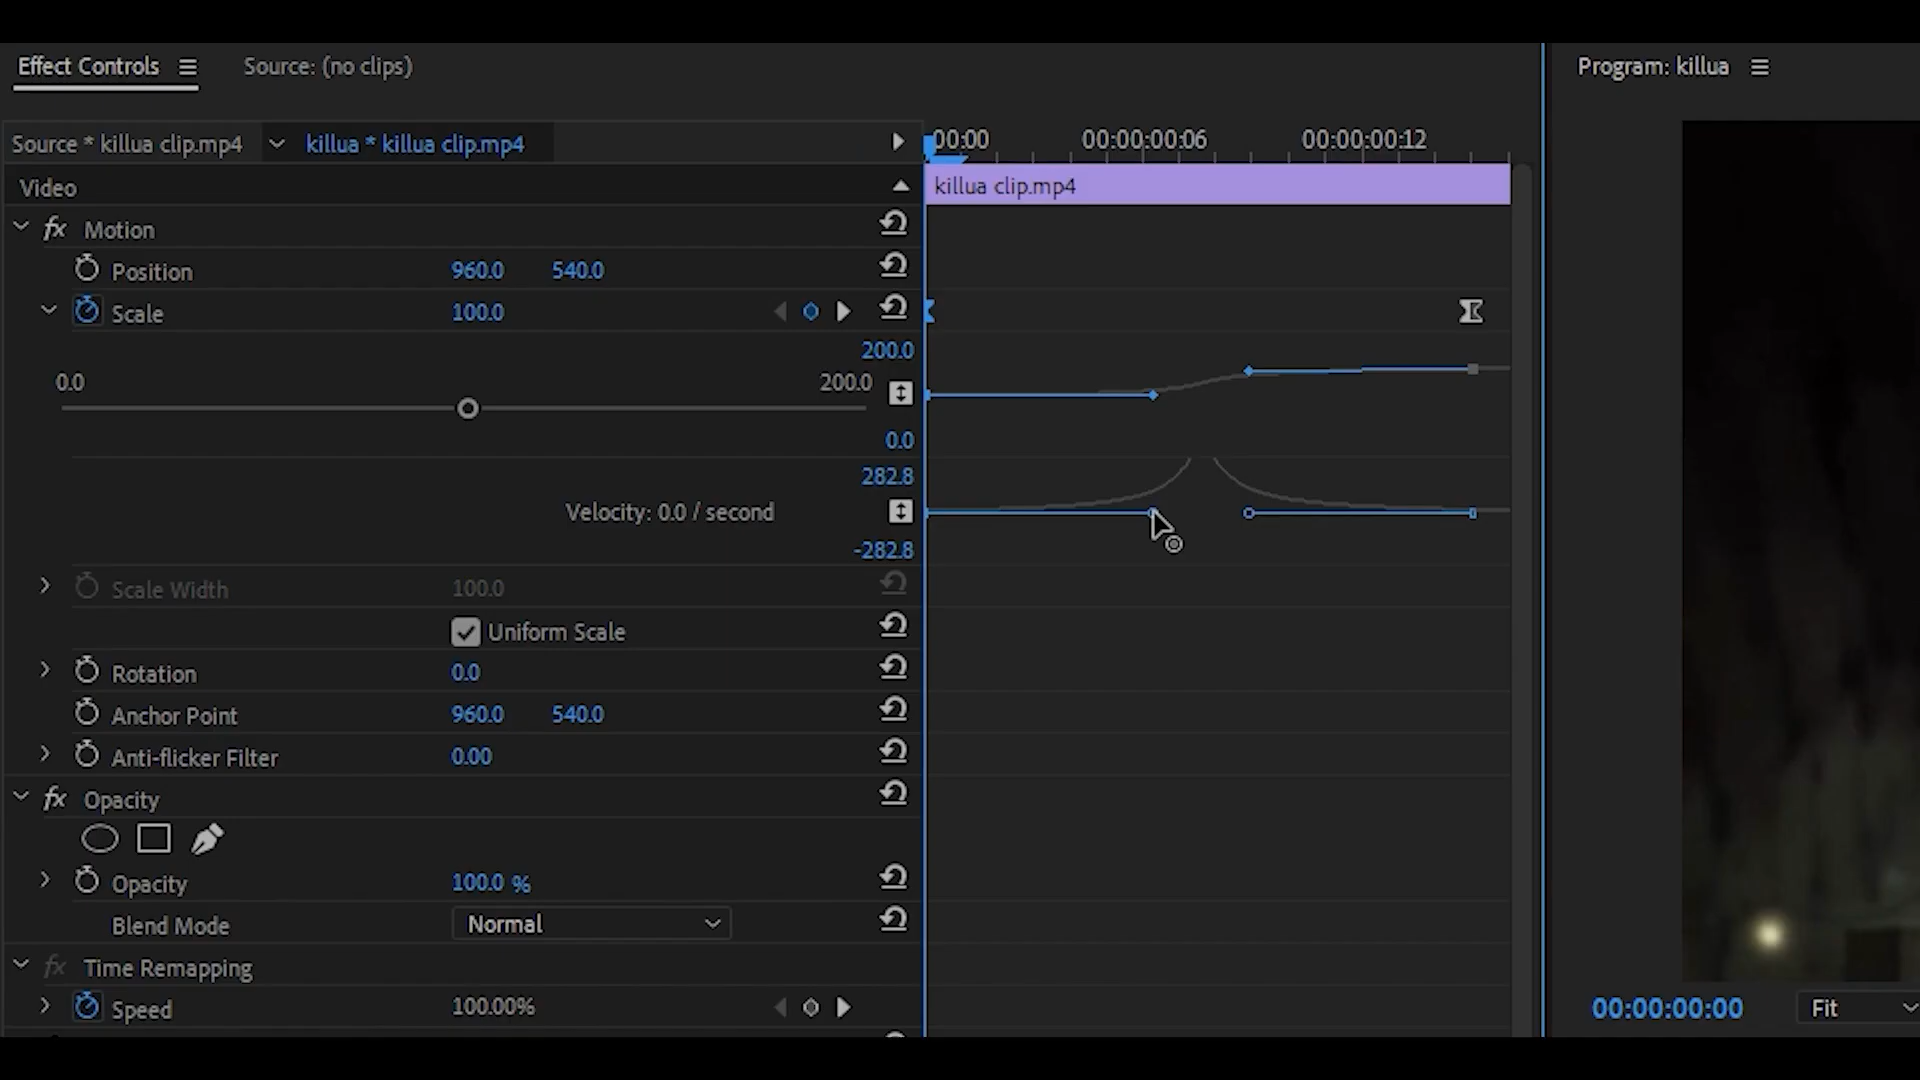 Effect Controls Source: (no clips) Program: killua
Source * killua clip.mp4 killua * killua clip.mp4 00:00 00:00:00:06 00:00:00:12
Video killua clip.mp4
fx Motion
Position 960.0 540.0
Scale 100.0
200.0
0.0 200.0
0.0
282.8
Velocity: 0.0 / second
-282.8
Scale Width 100.0
Uniform Scale
Rotation 0.0
Anchor Point 960.0 540.0
Anti-flicker Filter 0.00
fx Opacity
Opacity 100.0 %
Blend Mode Normal
fx Time Remapping
Speed 100.00% 00:00:00:00 Fit